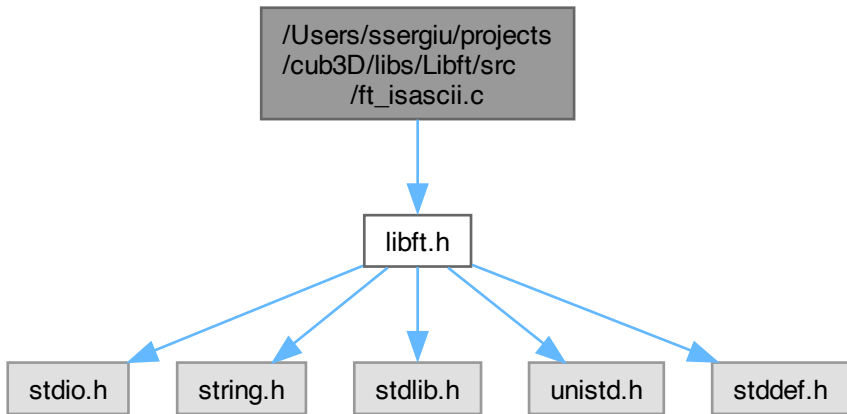 /Users/ssergiu/projects
/cub3D/libs/Libft/src
/ft_isascii.c
libft.h
stdio.h
string.h
stdlib.h
unistd.h
stddef.h